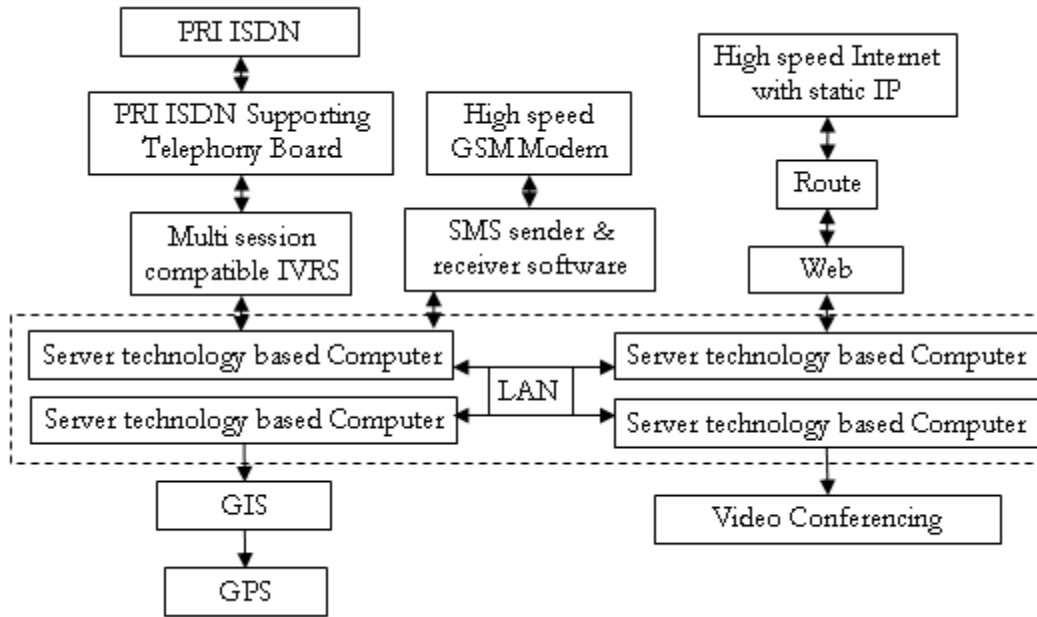 PRI ISDN
PRI ISDN Supporting
Telephony Board
High speed
GSM Modem
High speed Internet
with static IP
Route
Multi session
compatible IVRS
SMS sender &
receiver software
Web
Server technology based Computer
Server technology based Computer
LAN
Server technology based Computer
Server technology based Computer
GIS
Video Conferencing
GPS